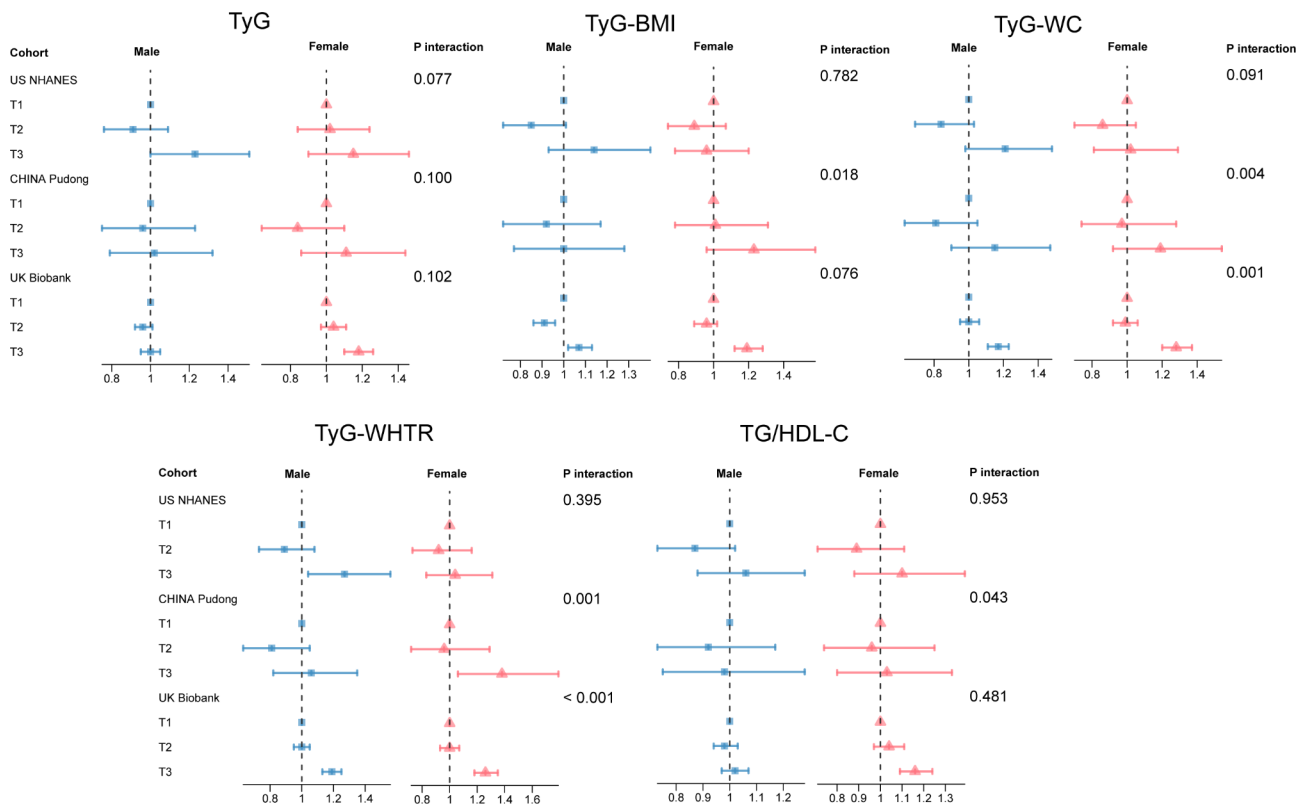 TyG TyG-BMI TyG-WC
Cohort Male Female P interaction Male Female P interaction Male Female P interaction
US NHANES 0.077 0.782 0.091
T1
T2
T3
CHINA Pudong 0.100 0.018 0.004
T1
T2
T3
UK Biobank 0.102 0.076 0.001
T1
T2
T3
0.8 1 1.2 1.4 0.8 1 1.2 1.4 0.8 0.9 1 1.1 1.2 1.3 0.8 1 1.2 1.4 0.8 1 1.2 1.4 0.8 1 1.2 1.4
TyG-WHTR TG/HDL-C
Cohort Male Female P interaction Male Female P interaction
US NHANES 0.395 0.953
T1
T2
T3
CHINA Pudong 0.001 0.043
T1
T2
T3
UK Biobank < 0.001 0.481
T1
T2
T3
0.8 1 1.2 1.4 0.8 1 1.2 1.4 1.6 0.8 0.9 1 1.1 1.2 0.8 0.9 1 1.1 1.2 1.3